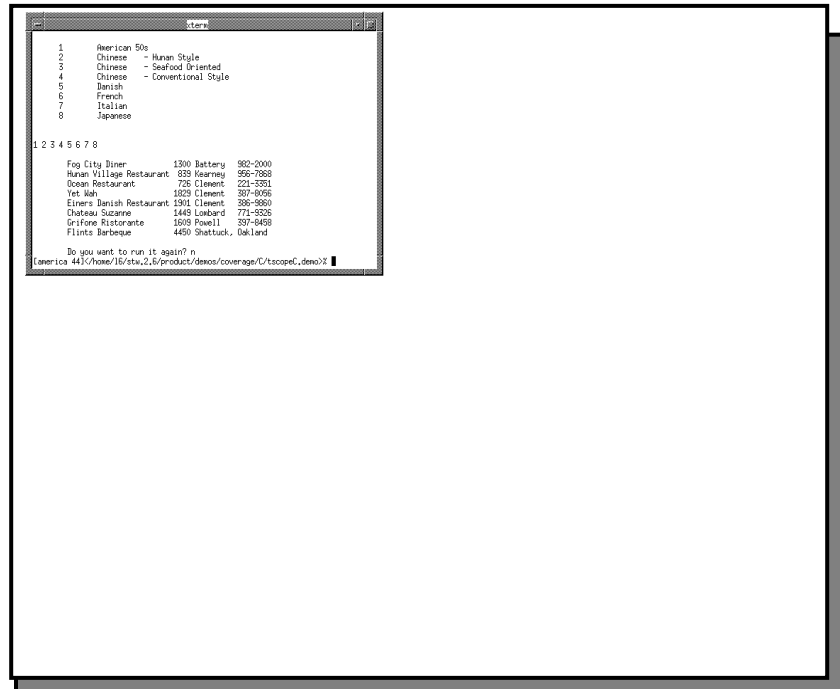 xterm
1 American 50s
2 Chinese - Hunan Style
3 Chinese - Seafood Oriented
4 Chinese - Conventional Style
5 Danish
6 French
7 Italian
8 Japanese
1 2 3 4 5 6 7 8
Fog City Diner 1300 Battery 982-2000
Hunan Village Restaurant 839 Kearney 956-7868
Ocean Restaurant 726 Clement 221-3351
Yet Wah 1829 Clement 387-8056
Einers Danish Restaurant 1901 Clement 386-9860
Chateau Suzanne 1449 Lombard 771-9326
Grifone Ristorante 1609 Powell 397-8458
Flints Barbeque 4450 Shattuck, Oakland
Do you want to run it again? n
[america 44]</home/l6/stw.2.6/product/demos/coverage/C/tscopeC.demo>%